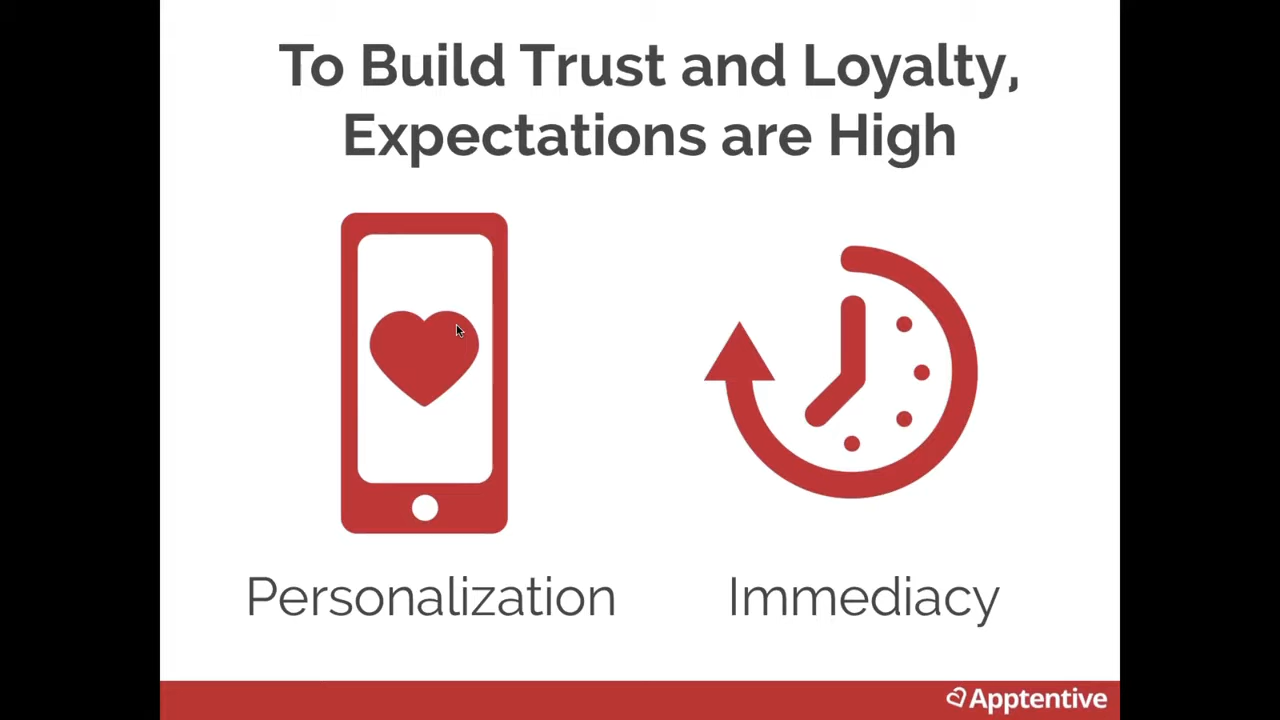 To Build Trust and Loyalty,
Expectations are High
Personalization
Immediacy
Apptentive